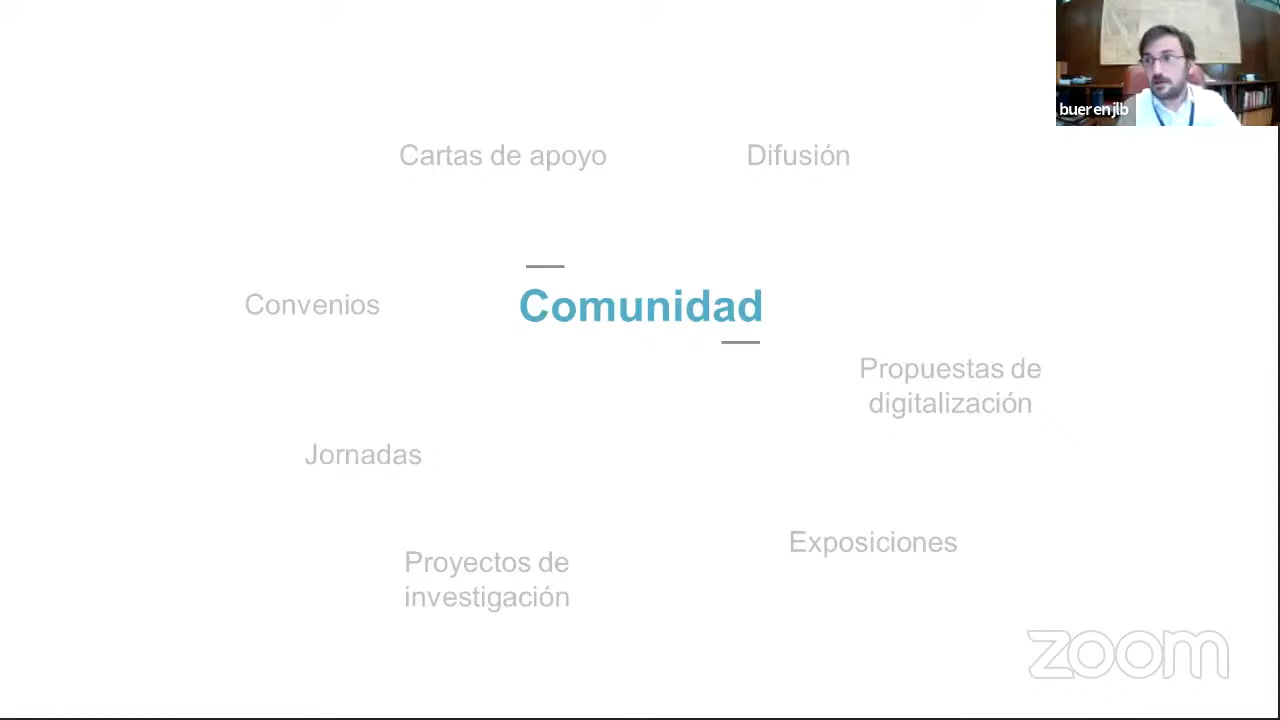 buerenjlb
Cartas de apoyo
Difusión
Convenios
Comunidad
Propuestas de
digitalización
Jornadas
Exposiciones
Proyectos de
investigación
zoom